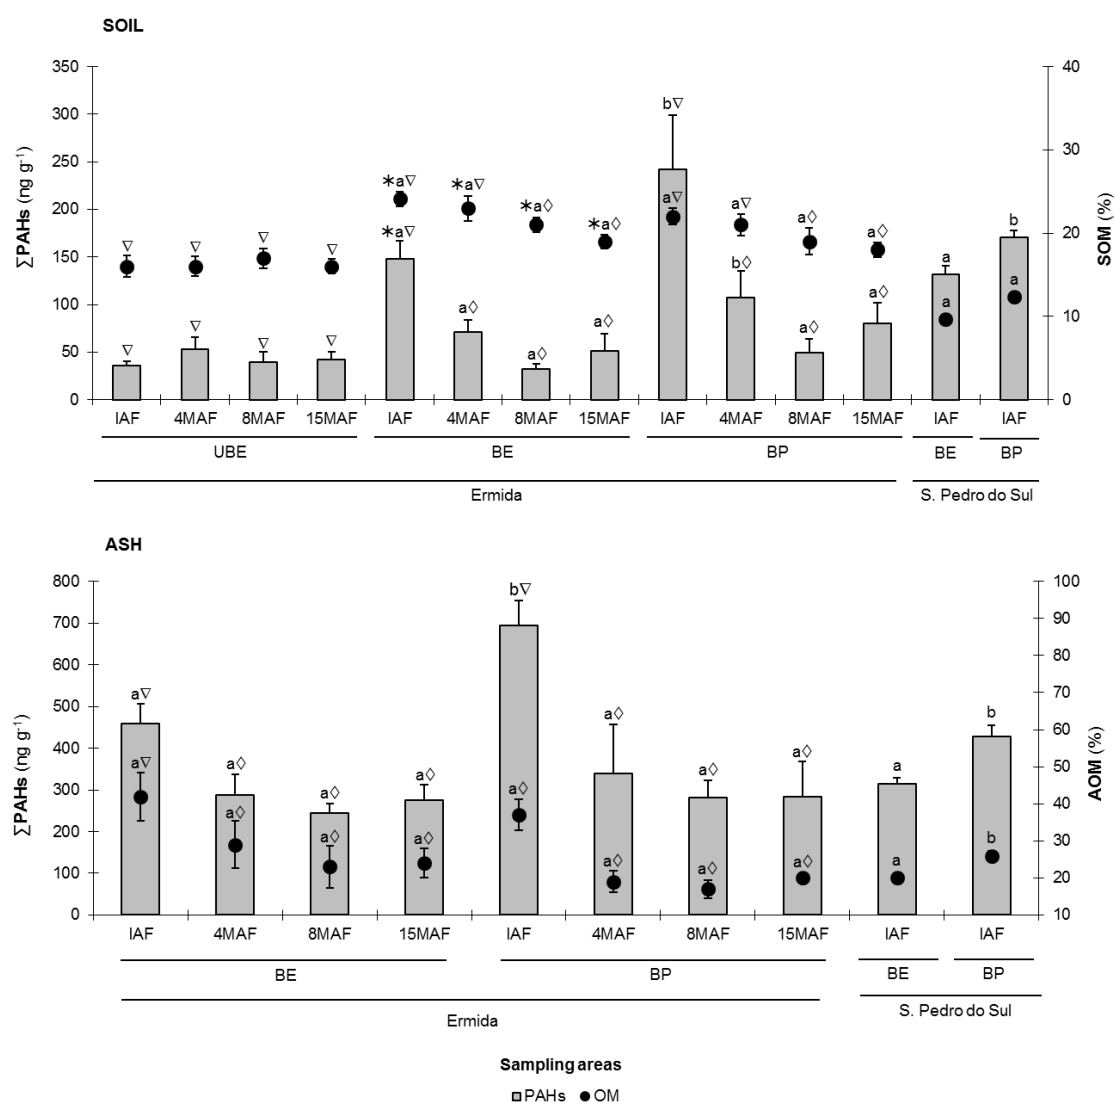 SOIL
350 40
b▽
300
30
250
*a▽ *a▽ a▽
*a◊ a▽
200 *a◊ a◊ b
▽ ▽ ▽ ▽ *a▽ a◊ 20
150 a a
b◊
a
100 ▽ a◊ a◊ a◊ a◊ 10
▽ ▽ ▽ a◊
50
0 0
∑PAHs (ng g-1)
SOM (%)
IAF 4MAF 8MAF 15MAF IAF 4MAF 8MAF 15MAF IAF 4MAF 8MAF 15MAF IAF IAF
UBE BE BP BE BP
Ermida S. Pedro do Sul
ASH
800 100
b▽
700 90
80
600
70
500 a▽ a◊ b
60
400
a▽ a◊ a◊ a◊ a◊ a◊ a 50
300 a◊ 40
a◊ b
200 a◊ a◊ a◊ a◊ a◊ a 30
20
100
0 10
∑PAHs (ng g-1)
AOM (%)
IAF 4MAF 8MAF 15MAF IAF 4MAF 8MAF 15MAF IAF IAF
BE BP BE BP
Ermida S. Pedro do Sul
Sampling areas
PAHs OM